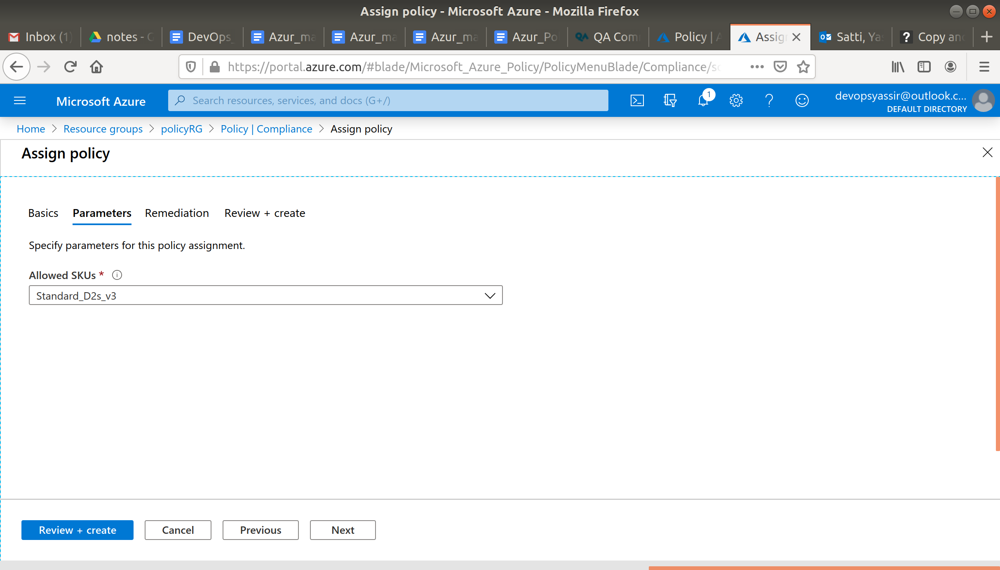 Assign policy - Microsoft Azure - Mozilla Firefox
Inbox (1) notes - DevOps_ Azur_ma Azur_ma Azur_ma Azur_Po QA Com Policy | Assig Satti, Yas Copy and
https://portal.azure.com/#blade/Microsoft_Azure_Policy/PolicyMenuBlade/Compliance/sc
Microsoft Azure
Search resources, services, and docs (G+/)
1
devopsyassir@outlook.c...
DEFAULT DIRECTORY
Home > Resource groups > policyRG > Policy | Compliance > Assign policy
Assign policy
Basics Parameters Remediation Review + create
Specify parameters for this policy assignment.
Allowed SKUs *
Standard_D2s_v3
Review + create Cancel Previous Next